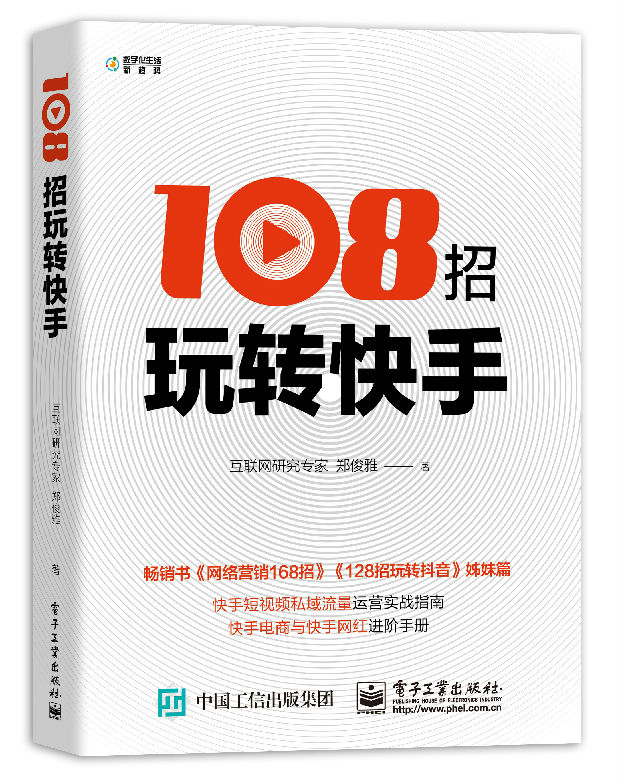 数字化生活
新趋势
108招
玩转快手
互联网研究专家 郑俊雅 —— 著
畅销书《网络营销168招》《128招玩转抖音》姊妹篇
快手短视频私域流量运营实战指南
快手电商与快手网红进阶手册
中国工信出版集团
电子工业出版社
PUBLISHING HOUSE OF ELECTRONICS INDUSTRY
http://www.phei.com.cn
108
招玩转快手
互联网研究专家 郑俊雅 著
电子工业出版社